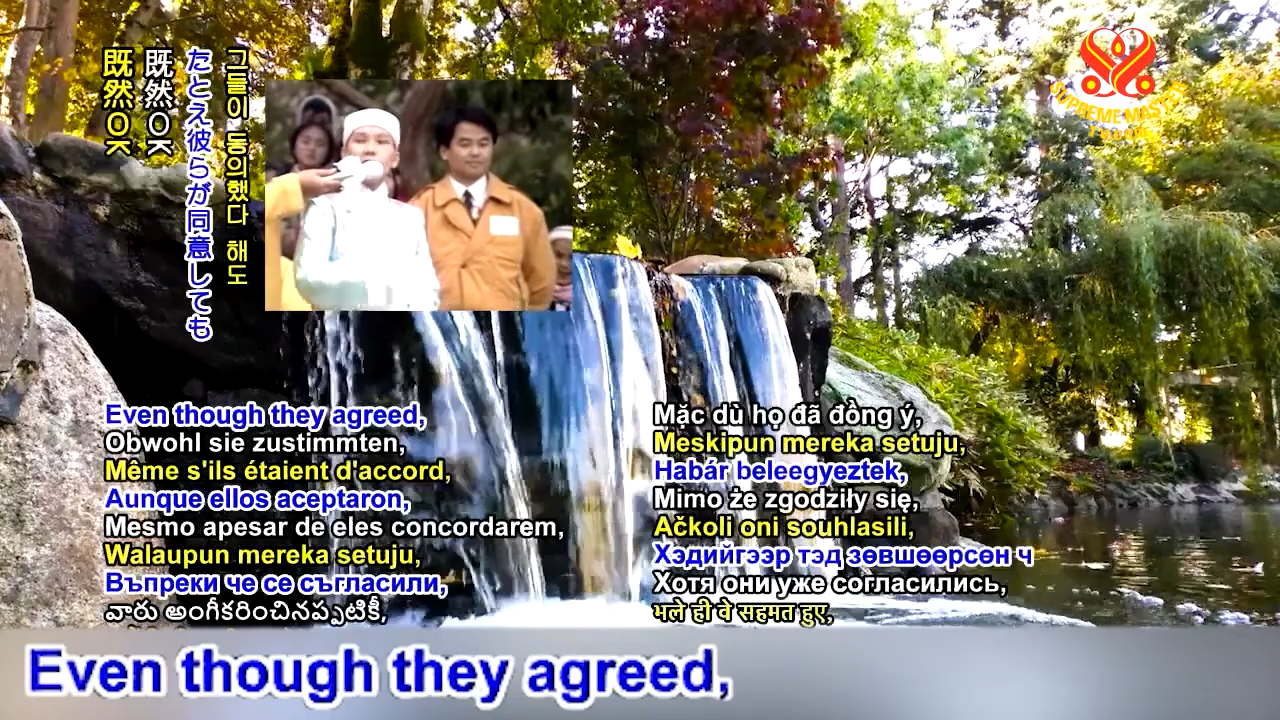 既然OK
既然OK
たとえ彼らが同意しても
그들이 동의했다 해도
SUPREME MASTER
Even though they agreed,
Obwohl sie zustimmten,
Même s'ils étaient d'accord,
Aunque ellos aceptaron,
Mesmo apesar de eles concordarem,
Walaupun mereka setuju,
Въпреки че се съгласили,
వారు అంగీకరించినప్పటికీ,
Mặc dù họ đã đồng ý,
Meskipun mereka setuju,
Habár beleegyeztek,
Mimo że zgodziły się,
Ačkoli oni souhlasili,
Хэдийгээр тэд зөвшөөрсөн ч
Хотя они уже согласились,
भले ही वे सहमत हुए,
Even though they agreed,